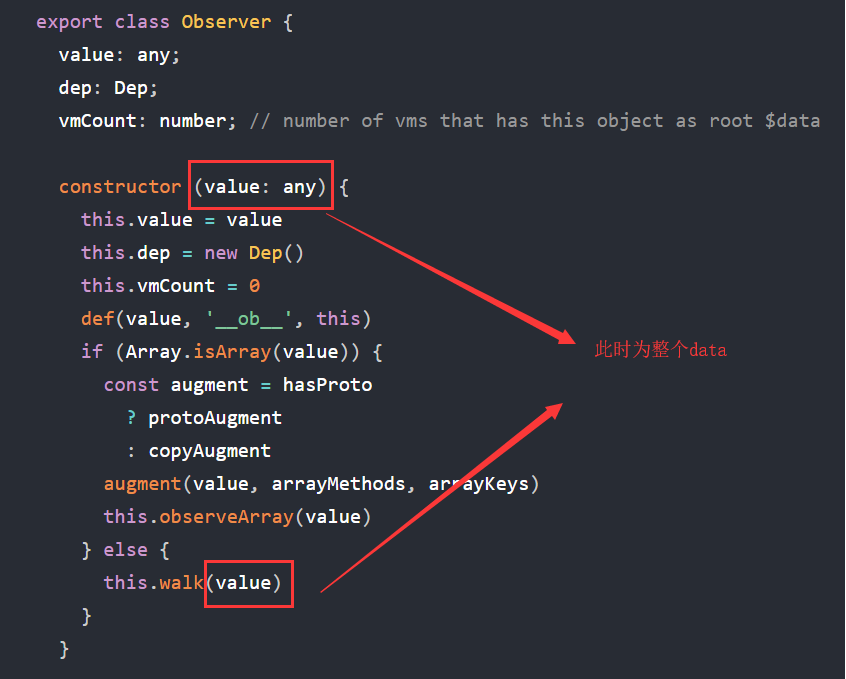 export class Observer {
value: any;
dep: Dep;
vmCount: number; // number of vms that has this object as root $data
constructor (value: any) {
this.value = value
this.dep = new Dep()
this.vmCount = 0
def(value, '__ob__', this)
if (Array.isArray(value)) {
此时为整个data
const augment = hasProto
? protoAugment
: copyAugment
augment(value, arrayMethods, arrayKeys)
this.observeArray(value)
} else {
this.walk(value)
}
}